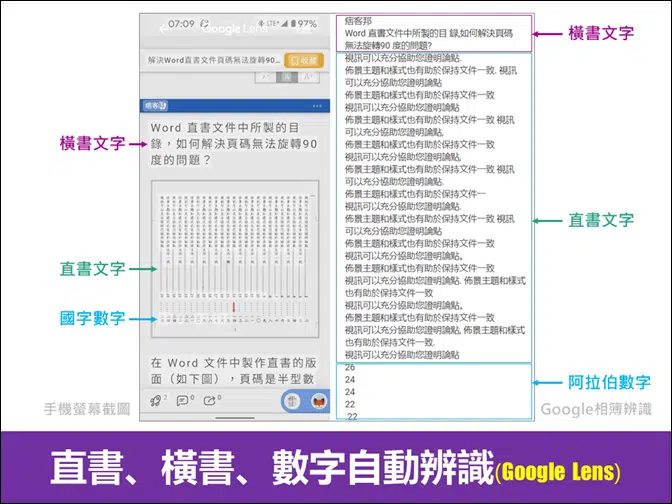 07:09
97%
Google Lens
解決Word直書文件中頁碼無法旋轉90...
收藏
痞客邦
Word 直書文件中所製的目
錄，如何解決頁碼無法旋轉90
度的問題？
在 Word 文件中製作直書的版
面（如下圖），頁碼是半型數
2
0
0
橫書文字
直書文字
國字數字
手機螢幕截圖
痞客邦
Word 直書文件中所製的目 錄,如何解決頁碼
無法旋轉90 度的問題?
視訊可以充分協助您證明論點.
佈景主題和樣式也有助於保持文件一致. 視訊
可以充分協助您證明論點
佈景主題和樣式也有助於保持文件一致
視訊可以充分協助您證明論點
佈景主題和樣式也有助於保持文件一致 視訊
可以充分協助您證明論點,
佈景主題和樣式也有助於保持文件一致
視訊可以充分協助您證明論點,
佈景主題和樣式也有助於保持文件一致 視訊
可以充分協助您證明論點.
佈景主題和樣式也有助於保持文件一
視訊可以充分協助您證明論點.
佈景主題和樣式也有助於保持文件一致 視訊
可以充分協助您證明論點
佈景主題和樣式也有助於保持文件一致
視訊可以充分協助您證明論點。
佈景主題和樣式也有助於保持文件一致
視訊可以充分協助您證明論點. 佈景主題和樣式
也有助於保持文件一致
視訊可以充分協助您證明論點。
佈景主題和樣式也有助於保持文件一致
視訊可以充分協助您證明論點, 佈景主題和樣式
也有助於保持文件一致.
視訊可以充分協助您證明論點
26
24
24
22
.22
橫書文字
直書文字
阿拉伯數字
Google相簿辨識
直書、橫書、數字自動辨識(Google Lens)